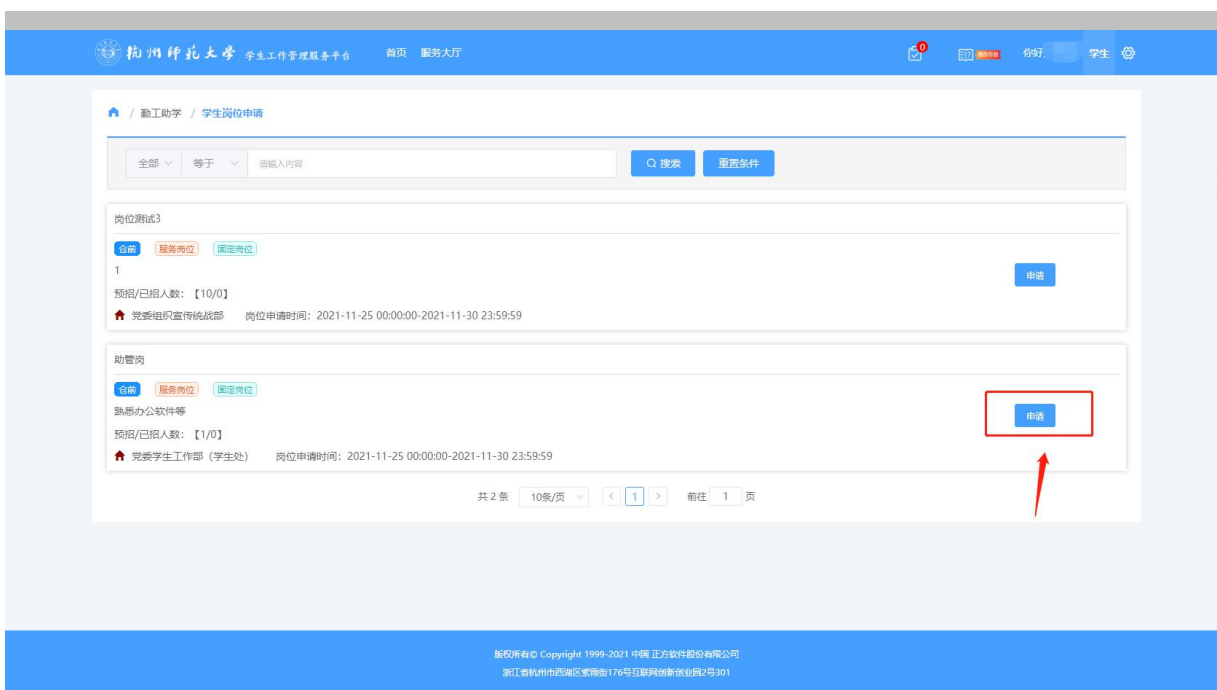 杭州师范大学 学生工作管理服务平台 首页 服务大厅 0 操作手册 你好, 学生
/ 勤工助学 / 学生岗位申请
全部 等于 请输入内容 搜索 重置条件
岗位测试3
仓前 服务岗位 固定岗位
1
申请
预招/已招人数：【10/0】
党委组织宣传统战部 岗位申请时间：2021-11-25 00:00:00-2021-11-30 23:59:59
助管岗
仓前 服务岗位 固定岗位
熟悉办公软件等
申请
预招/已招人数：【1/0】
党委学生工作部（学生处） 岗位申请时间：2021-11-25 00:00:00-2021-11-30 23:59:59
共 2 条 10条/页 < 1 > 前往 1 页
版权所有© Copyright 1999-2021 中国 正方软件股份有限公司
浙江省杭州市西湖区紫霞街176号互联网创新创业园2号301